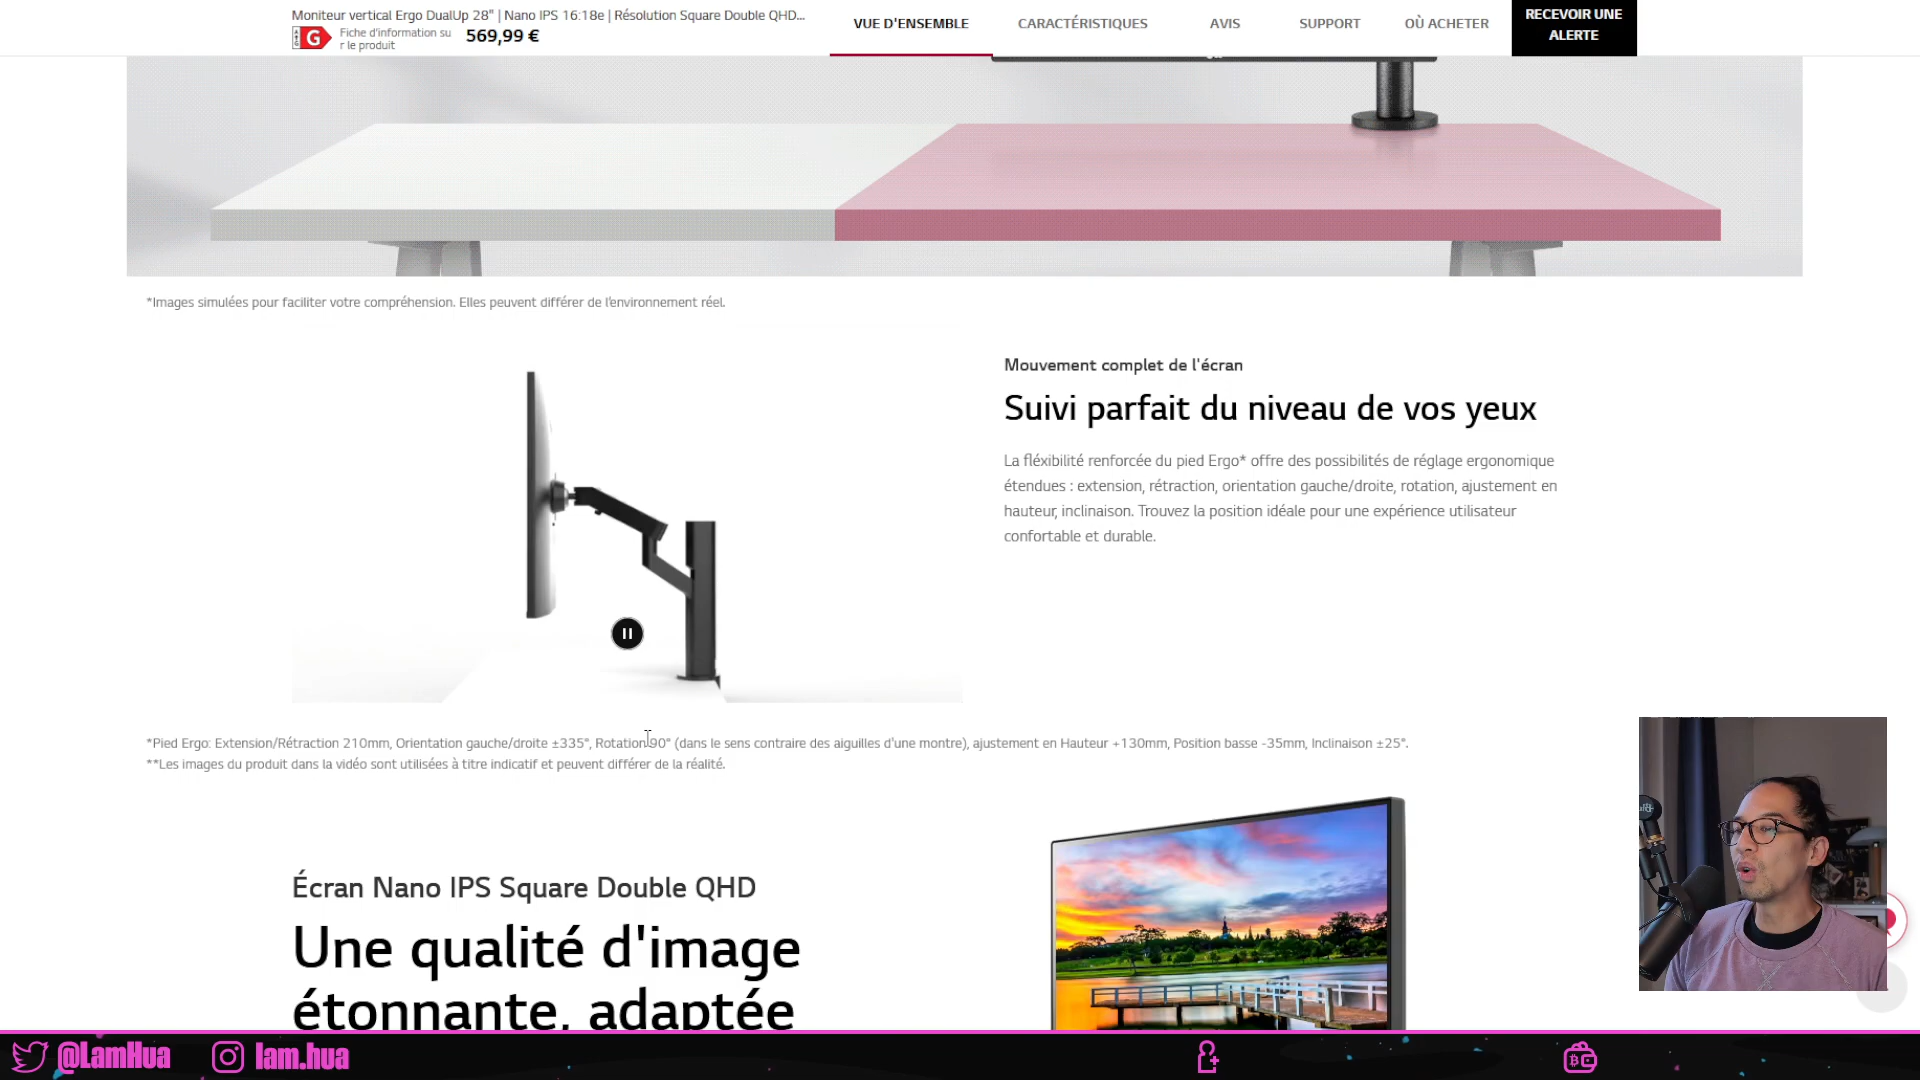 Moniteur vertical Ergo DualUp 28" | Nano IPS 16:18e | Résolution Square Double QHD...
G
Fiche d'information su
r le produit
569,99 €
VUE D'ENSEMBLE
CARACTÉRISTIQUES
AVIS
SUPPORT
OÙ ACHETER
RECEVOIR UNE
ALERTE
*Images simulées pour faciliter votre compréhension. Elles peuvent différer de l'environnement réel.
Mouvement complet de l'écran
Suivi parfait du niveau de vos yeux
La fléxibilité renforcée du pied Ergo* offre des possibilités de réglage ergonomique
étendues : extension, rétraction, orientation gauche/droite, rotation, ajustement en
hauteur, inclinaison. Trouvez la position idéale pour une expérience utilisateur
confortable et durable.
*Pied Ergo: Extension/Rétraction 210mm, Orientation gauche/droite ±335°, Rotation 90° (dans le sens contraire des aiguilles d'une montre), ajustement en Hauteur +130mm, Position basse -35mm, Inclinaison ±25°.
**Les images du produit dans la vidéo sont utilisées à titre indicatif et peuvent différer de la réalité.
Écran Nano IPS Square Double QHD
Une qualité d'image
étonnante, adaptée
@LamHua
lam.hua